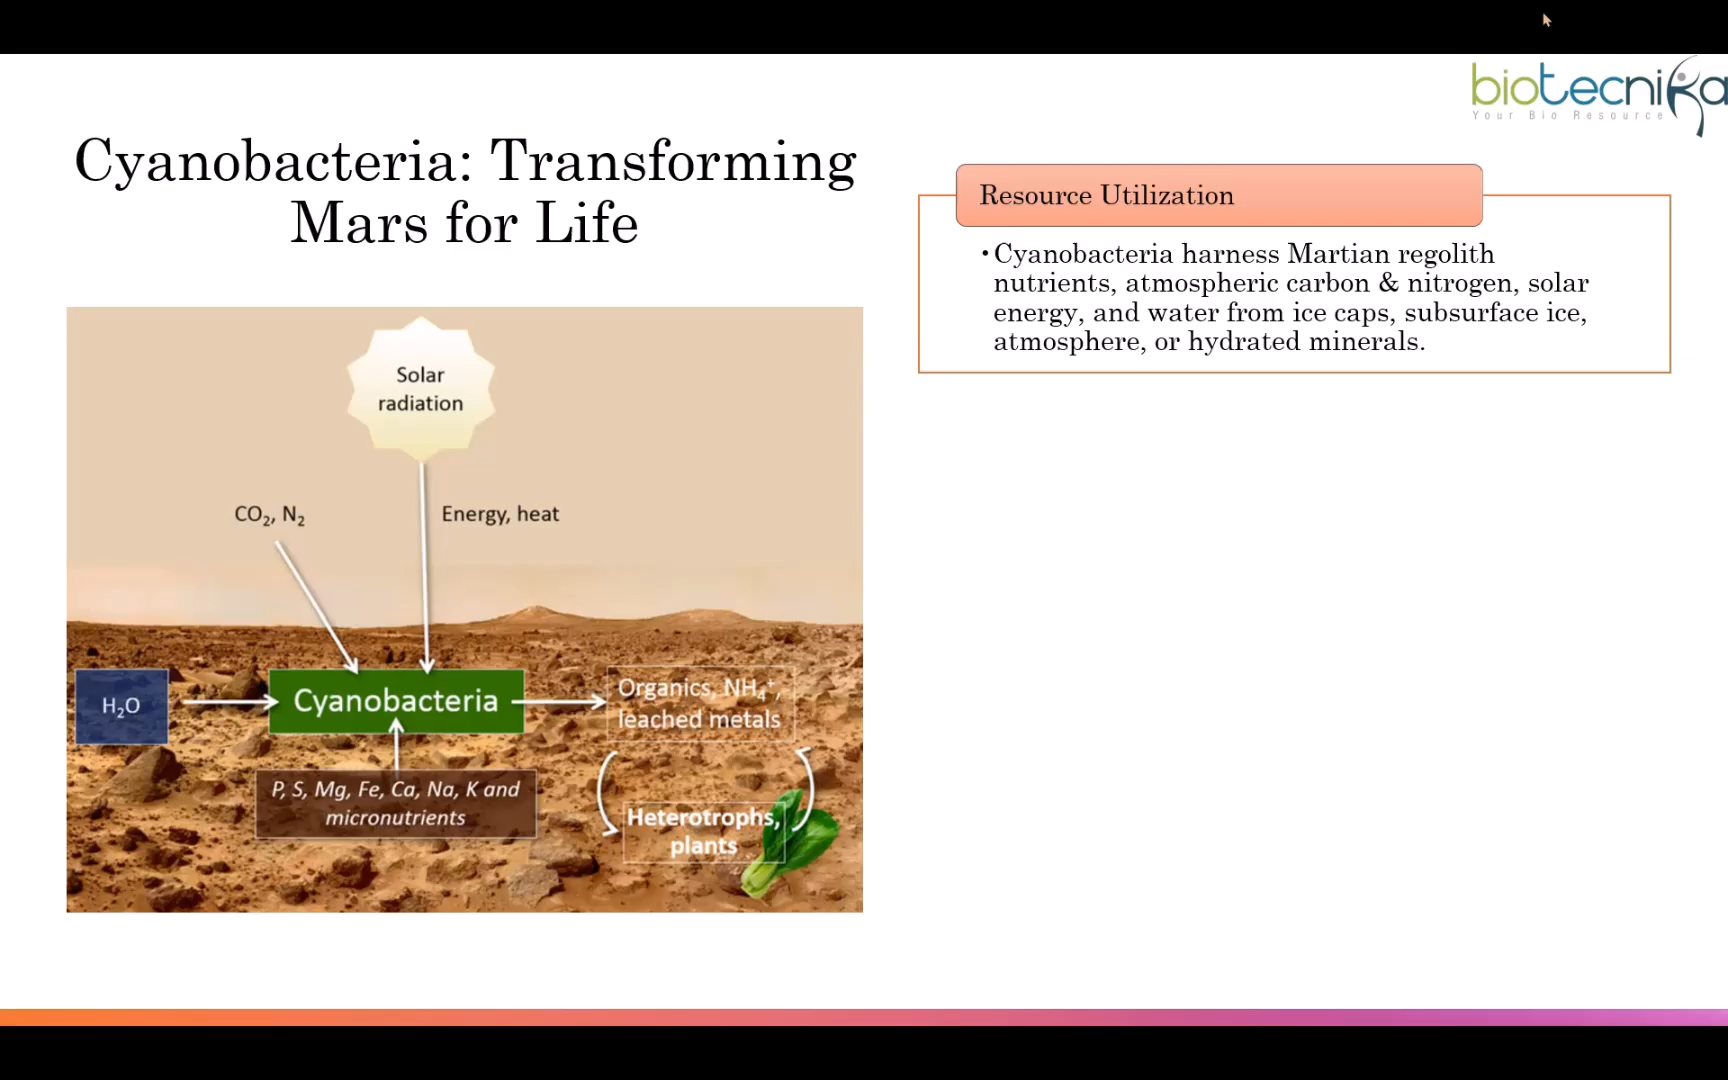 biotecnika
Your Bio Resource
Cyanobacteria: Transforming
Mars for Life
Resource Utilization
•Cyanobacteria harness Martian regolith
nutrients, atmospheric carbon & nitrogen, solar
energy, and water from ice caps, subsurface ice,
atmosphere, or hydrated minerals.
Solar
radiation
CO₂, N₂
Energy, heat
H₂O
Cyanobacteria
Organics, NH₄⁺,
leached metals
P, S, Mg, Fe, Ca, Na, K and
micronutrients
Heterotrophs,
plants